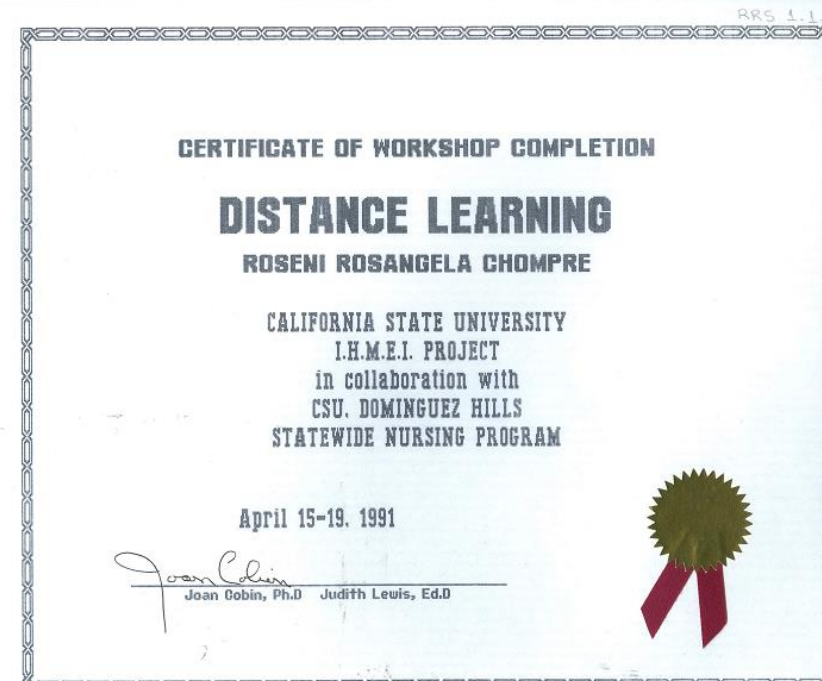 RRS 1.1.
CERTIFICATE OF WORKSHOP COMPLETION
DISTANCE LEARNING
ROSENI ROSANGELA CHOMPRE
CALIFORNIA STATE UNIVERSITY
I.H.M.E.I. PROJECT
in collaboration with
CSU, DOMINGUEZ HILLS
STATEWIDE NURSING PROGRAM
April 15-19, 1991
Joan Cobin
Joan Cobin, Ph.D Judith Lewis, Ed.D